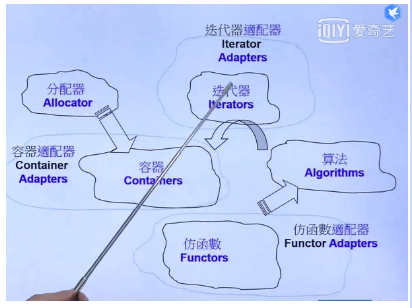 迭代器適配器
Iterator
Adapters
iQIYI 爱奇艺
分配器
Allocator
迭代器
Iterators
容器適配器
Container
Adapters
容器
Containers
算法
Algorithms
仿函數
Functors
仿函數適配器
Functor Adapters